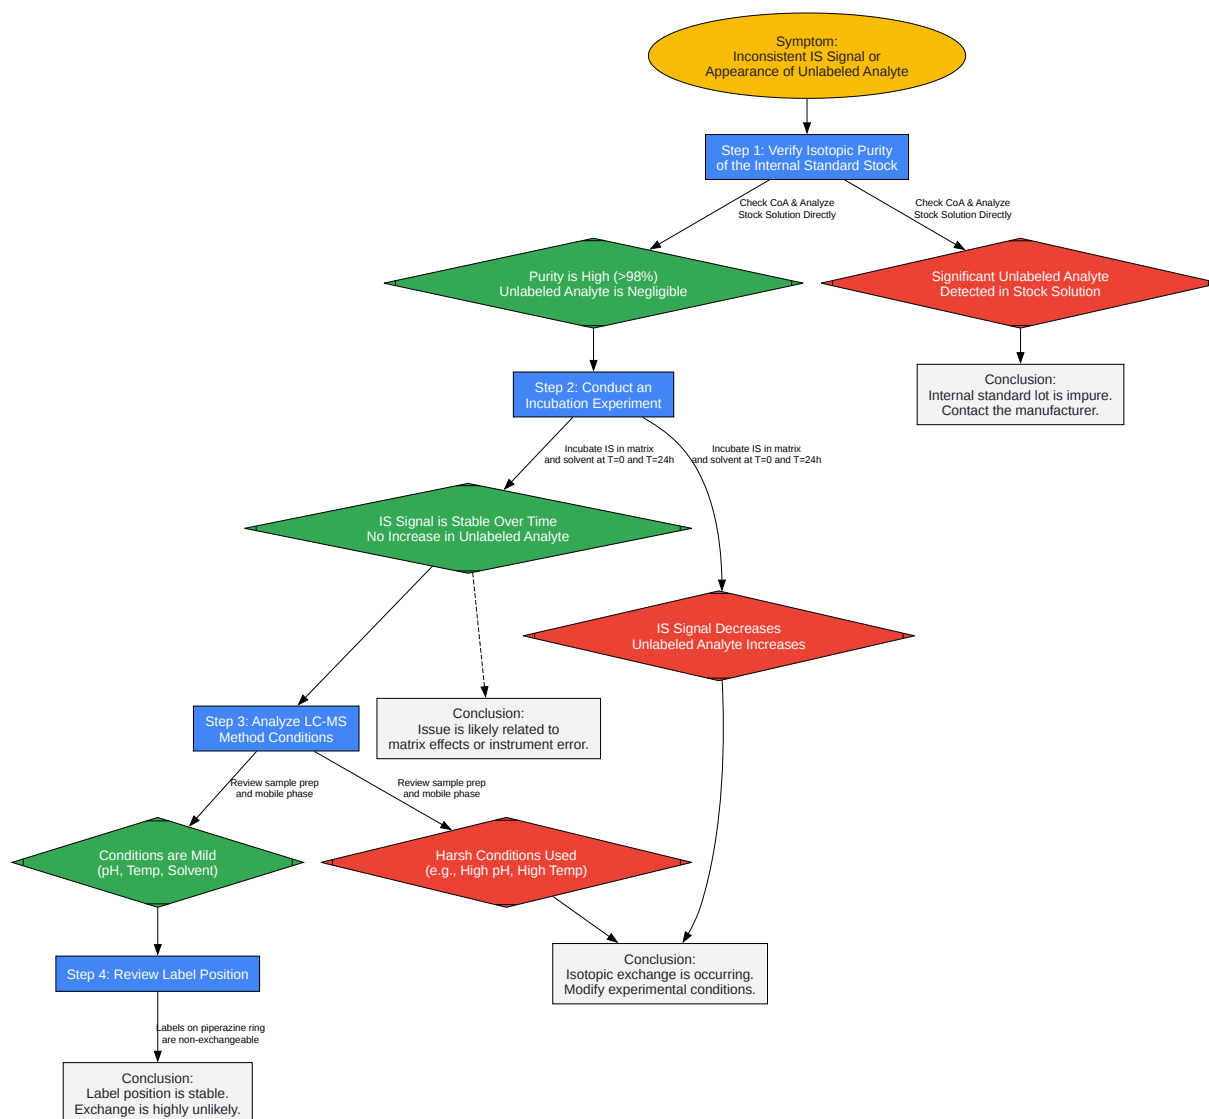 Symptom:
Inconsistent IS Signal or
Appearance of Unlabeled Analyte
Step 1: Verify Isotopic Purity
of the Internal Standard Stock
Check CoA & Analyze
Stock Solution Directly
Check CoA & Analyze
Stock Solution Directly
Purity is High (>98%)
Unlabeled Analyte is Negligible
Significant Unlabeled Analyte
Detected in Stock Solution
Conclusion:
Internal standard lot is impure.
Contact the manufacturer.
Step 2: Conduct an
Incubation Experiment
Incubate IS in matrix
and solvent at T=0 and T=24h
Incubate IS in matrix
and solvent at T=0 and T=24h
IS Signal is Stable Over Time
No Increase in Unlabeled Analyte
IS Signal Decreases
Unlabeled Analyte Increases
Step 3: Analyze LC-MS
Method Conditions
Conclusion:
Issue is likely related to
matrix effects or instrument error.
Review sample prep
and mobile phase
Review sample prep
and mobile phase
Conditions are Mild
(pH, Temp, Solvent)
Harsh Conditions Used
(e.g., High pH, High Temp)
Step 4: Review Label Position
Conclusion:
Isotopic exchange is occurring.
Modify experimental conditions.
Labels on piperazine ring
are non-exchangeable
Conclusion:
Label position is stable.
Exchange is highly unlikely.